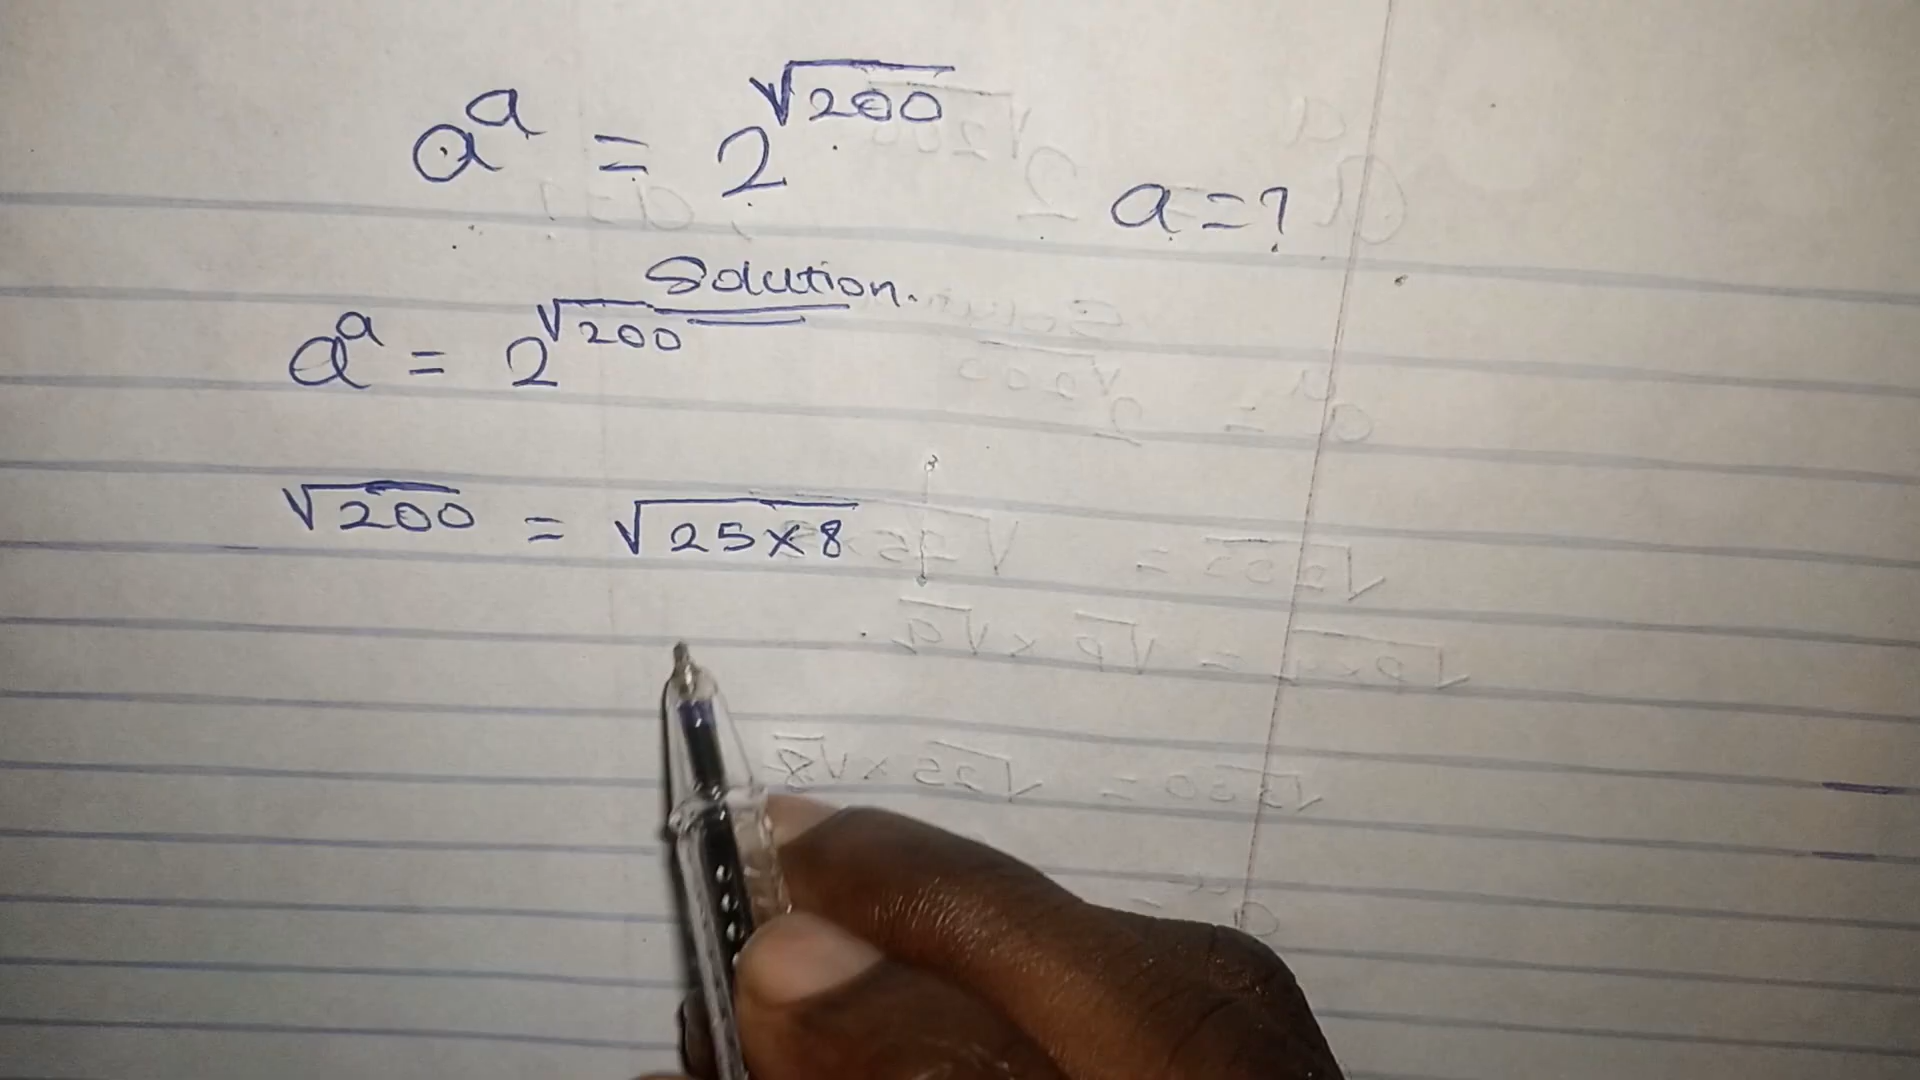 a^a = 2^√200
a = ?
Solution.
a^a = 2^√200
√200 = √25×8